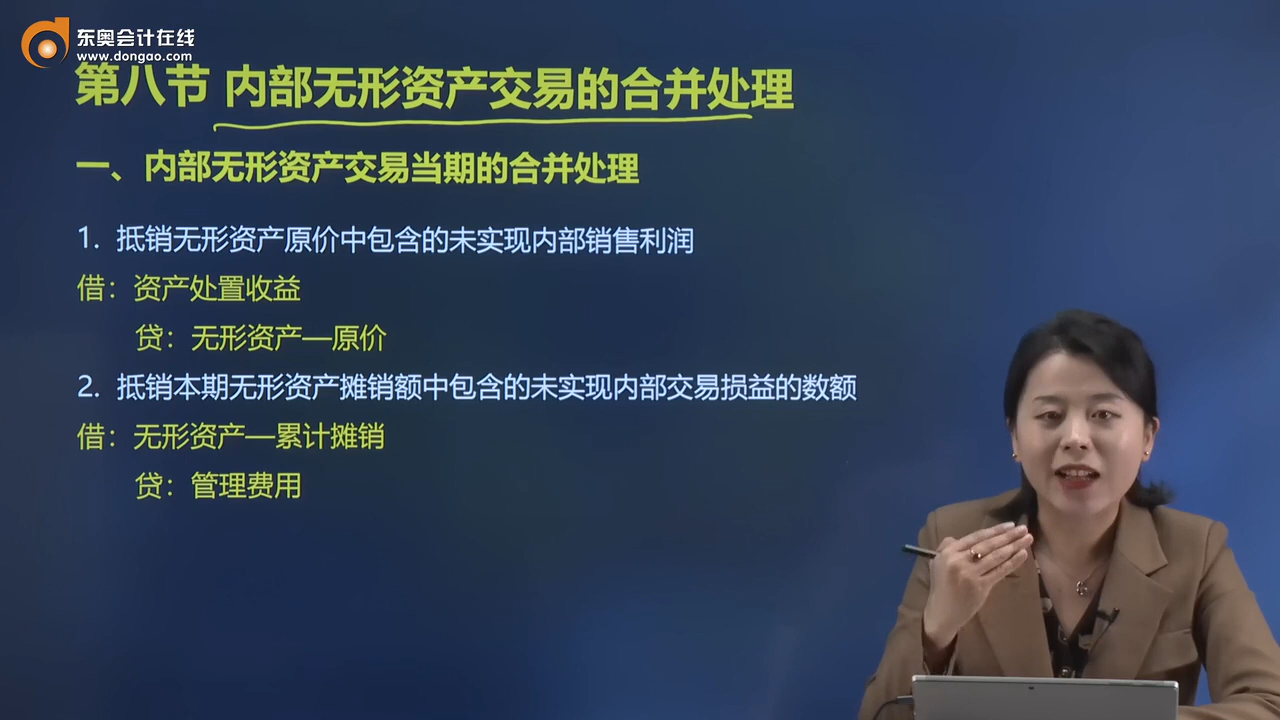 东奥会计在线
www.dongao.com
第八节 内部无形资产交易的合并处理
一、内部无形资产交易当期的合并处理
1. 抵销无形资产原价中包含的未实现内部销售利润
借：资产处置收益
贷：无形资产—原价
2. 抵销本期无形资产摊销额中包含的未实现内部交易损益的数额
借：无形资产—累计摊销
贷：管理费用